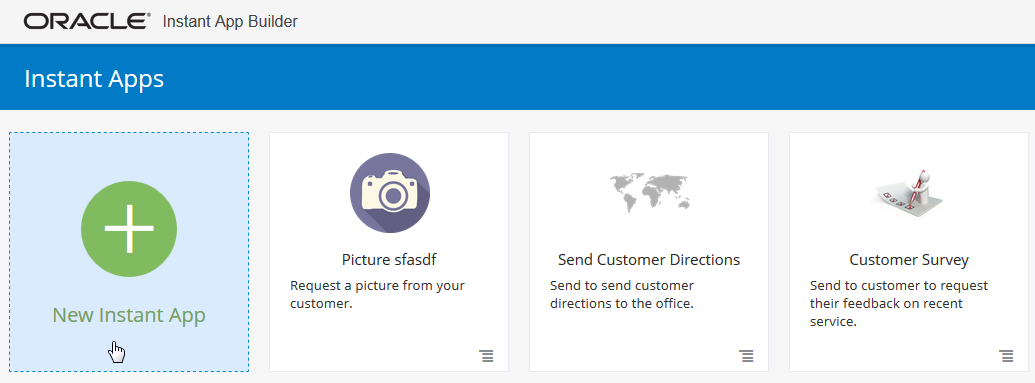 ORACLE® Instant App Builder
Instant Apps
New Instant App
Picture sfasdf
Request a picture from your
customer.
Send Customer Directions
Send to send customer
directions to the office.
Customer Survey
Send to customer to request
their feedback on recent
service.